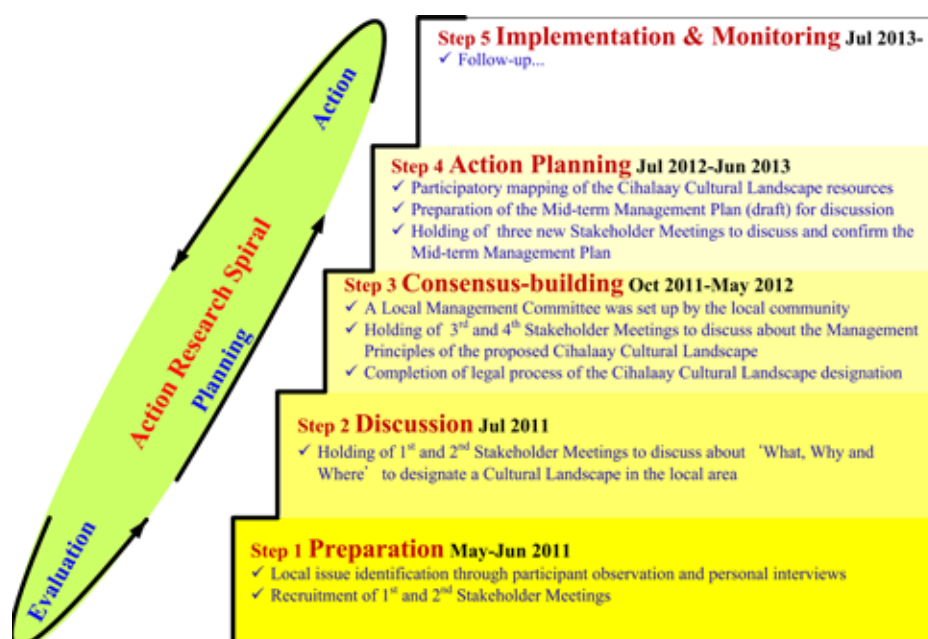 Step 5 Implementation & Monitoring Jul 2013-
✓ Follow-up...
Step 4 Action Planning Jul 2012-Jun 2013
✓ Participatory mapping of the Cihalaay Cultural Landscape resources
✓ Preparation of the Mid-term Management Plan (draft) for discussion
✓ Holding of three new Stakeholder Meetings to discuss and confirm the
Mid-term Management Plan
Step 3 Consensus-building Oct 2011-May 2012
✓ A Local Management Committee was set up by the local community
✓ Holding of 3rd and 4th Stakeholder Meetings to discuss about the Management
Principles of the proposed Cihalaay Cultural Landscape
✓ Completion of legal process of the Cihalaay Cultural Landscape designation
Step 2 Discussion Jul 2011
✓ Holding of 1st and 2nd Stakeholder Meetings to discuss about ‘What, Why and
Where’ to designate a Cultural Landscape in the local area
Step 1 Preparation May-Jun 2011
✓ Local issue identification through participant observation and personal interviews
✓ Recruitment of 1st and 2nd Stakeholder Meetings
Action
Action Research Spiral
Planning
Evaluation